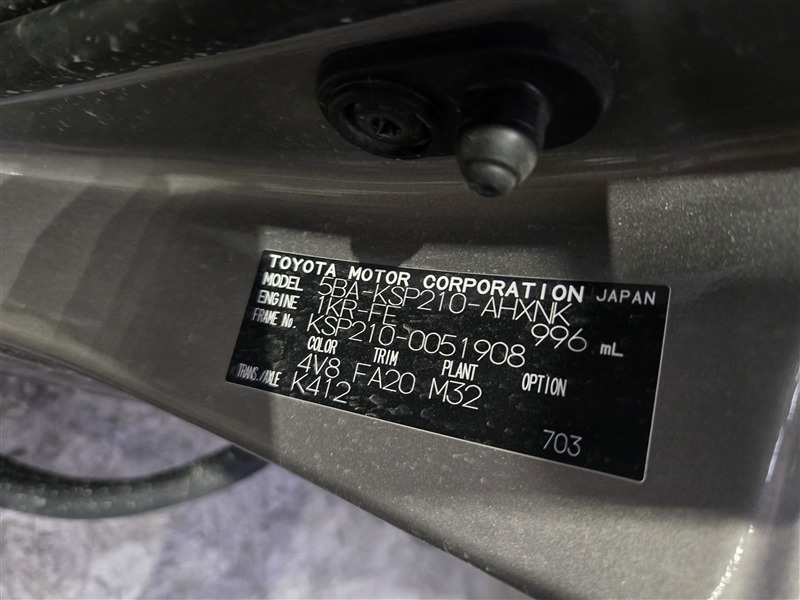 TOYOTA MOTOR CORPORATION JAPAN
MODEL 5BA-KSP210-AHXNK
ENGINE 1KR-FE 996 mL
FRAME No. KSP210-0051908
COLOR TRIM PLANT OPTION
4V8 FA20 M32
TRANS./AXLE K412
703